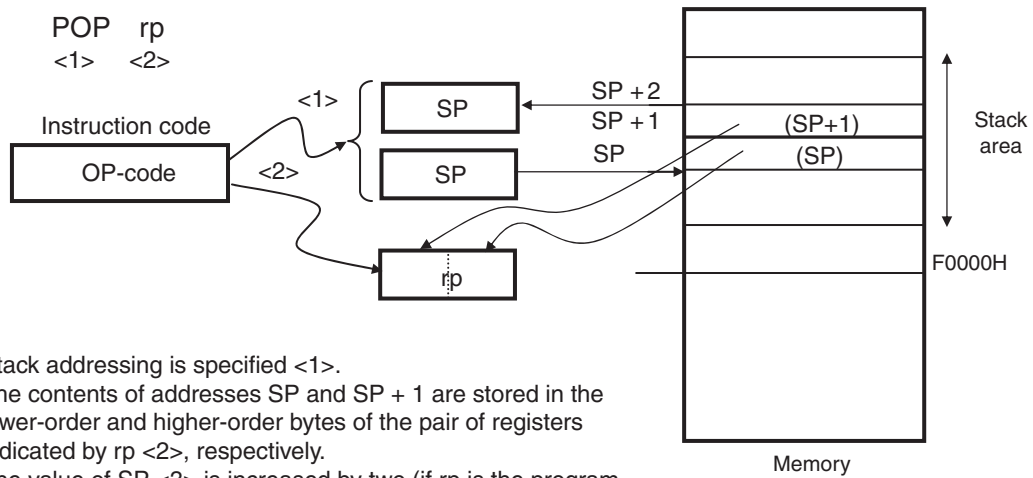 POP rp
<1> <2>
Instruction code
OP-code
<1>
<2>
SP
SP
rp
SP + 2
SP + 1
SP
(SP+1)
(SP)
Stack
area
F0000H
Memory
tack addressing is specified <1>.
he contents of addresses SP and SP + 1 are stored in the
wer-order and higher-order bytes of the pair of registers
dicated by rp <2>, respectively.